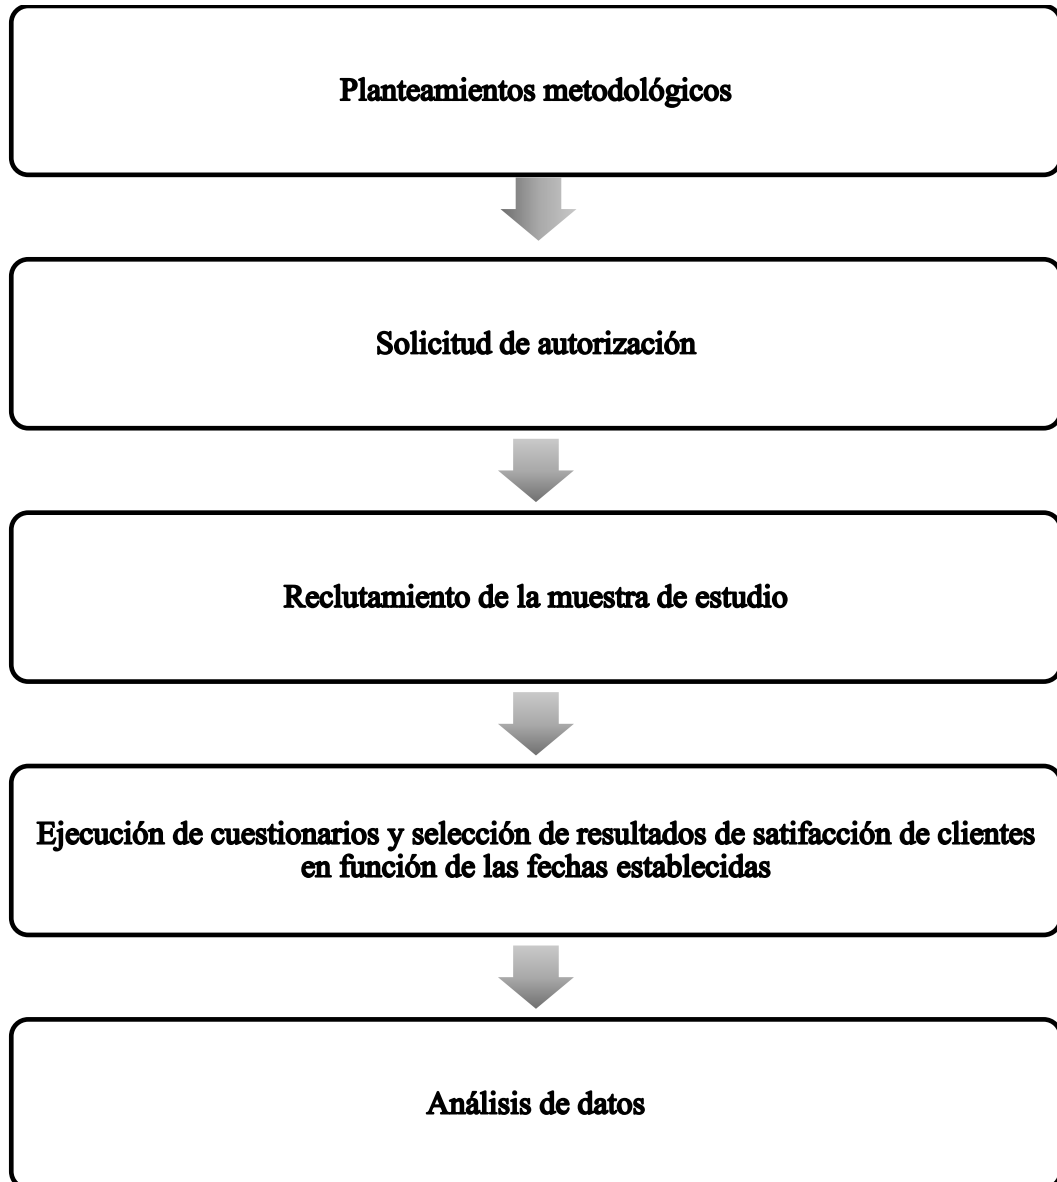 Planteamientos metodológicos
Solicitud de autorización
Reclutamiento de la muestra de estudio
Ejecución de cuestionarios y selección de resultados de satifacción de clientes
en función de las fechas establecidas
Análisis de datos